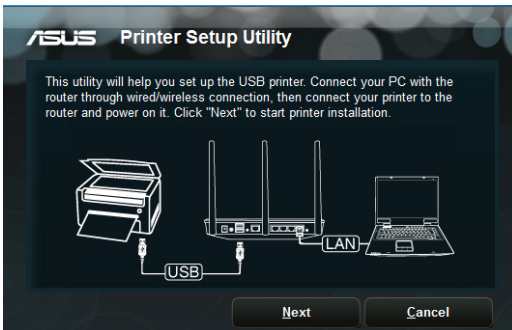 ASUS Printer Setup Utility
This utility will help you set up the USB printer. Connect your PC with the
router through wired/wireless connection, then connect your printer to the
router and power on it. Click "Next" to start printer installation.
LAN
USB
Next Cancel